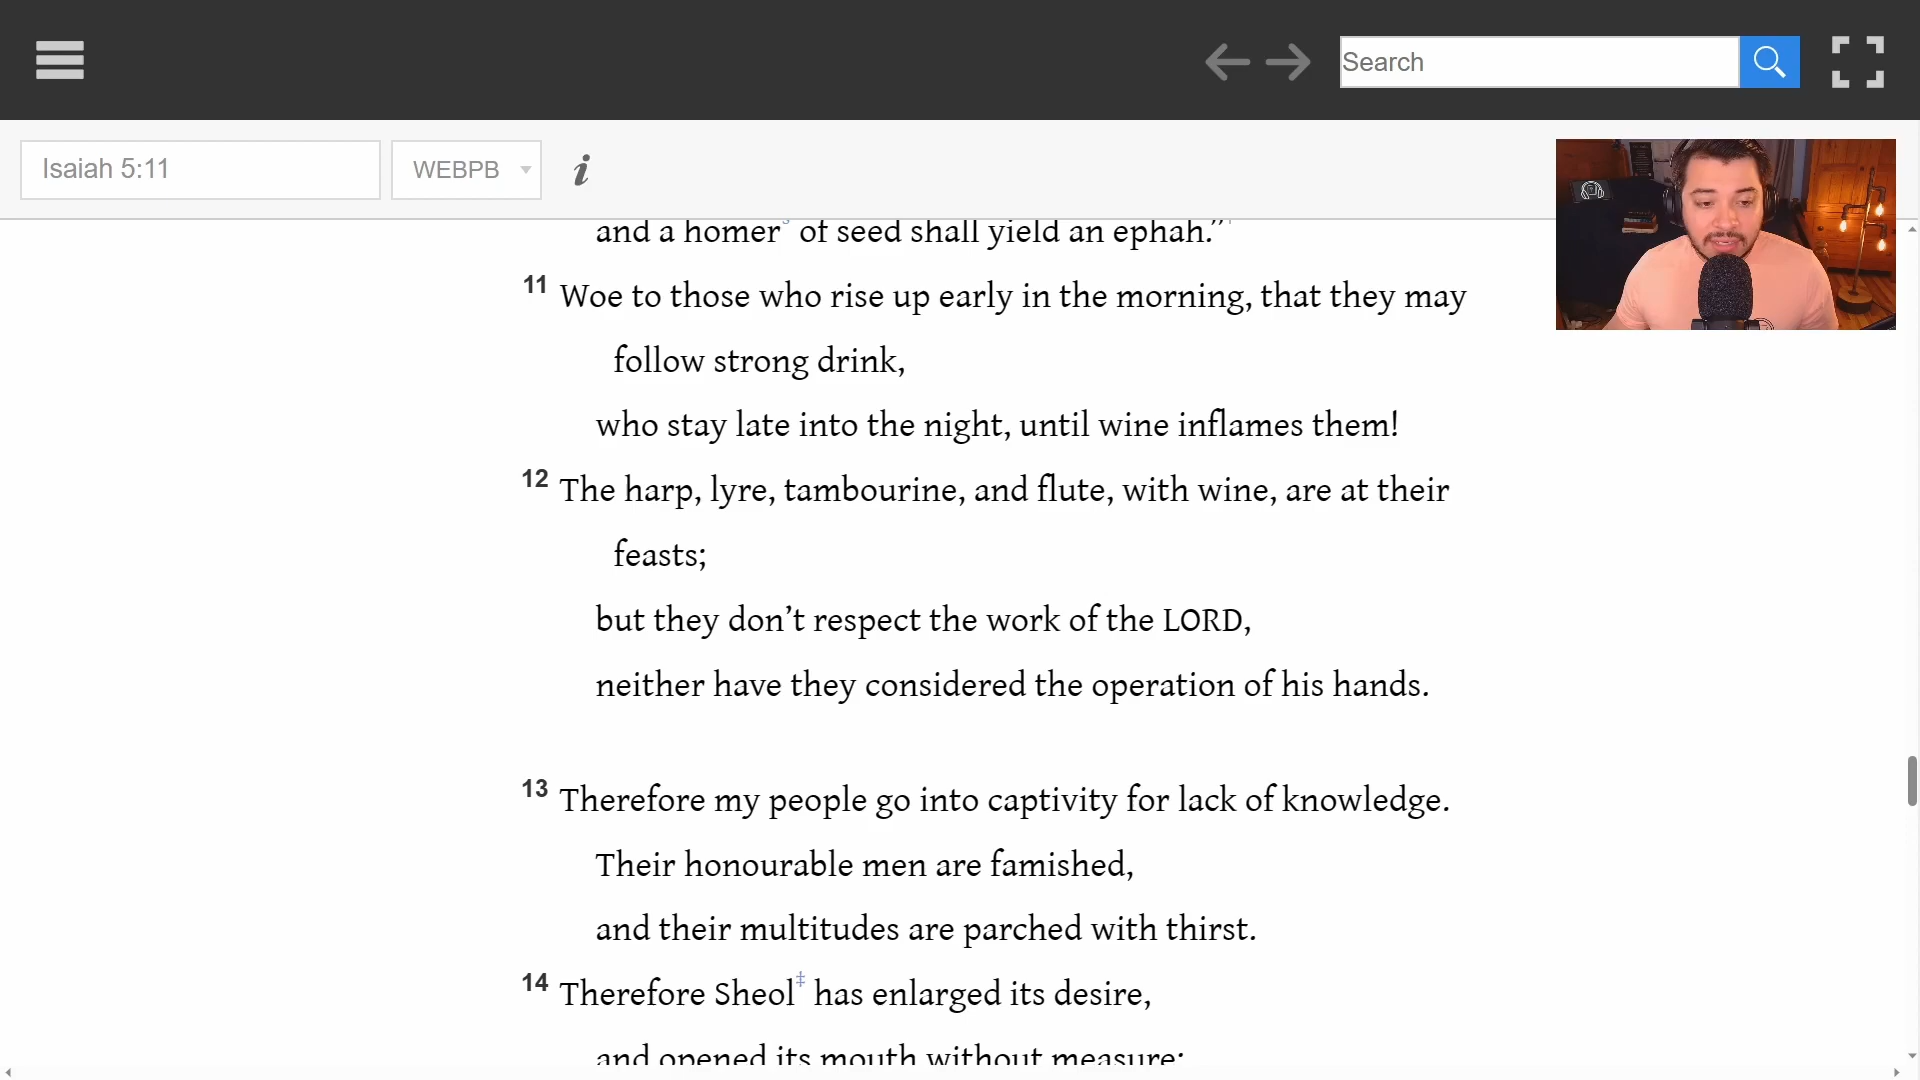 Search
Isaiah 5:11
WEBPB
i
and a homer§ of seed shall yield an ephah.”
11 Woe to those who rise up early in the morning, that they may
follow strong drink,
who stay late into the night, until wine inflames them!
12 The harp, lyre, tambourine, and flute, with wine, are at their
feasts;
but they don’t respect the work of the LORD,
neither have they considered the operation of his hands.
13 Therefore my people go into captivity for lack of knowledge.
Their honourable men are famished,
and their multitudes are parched with thirst.
14 Therefore Sheol‡ has enlarged its desire,
and opened its mouth without measure;